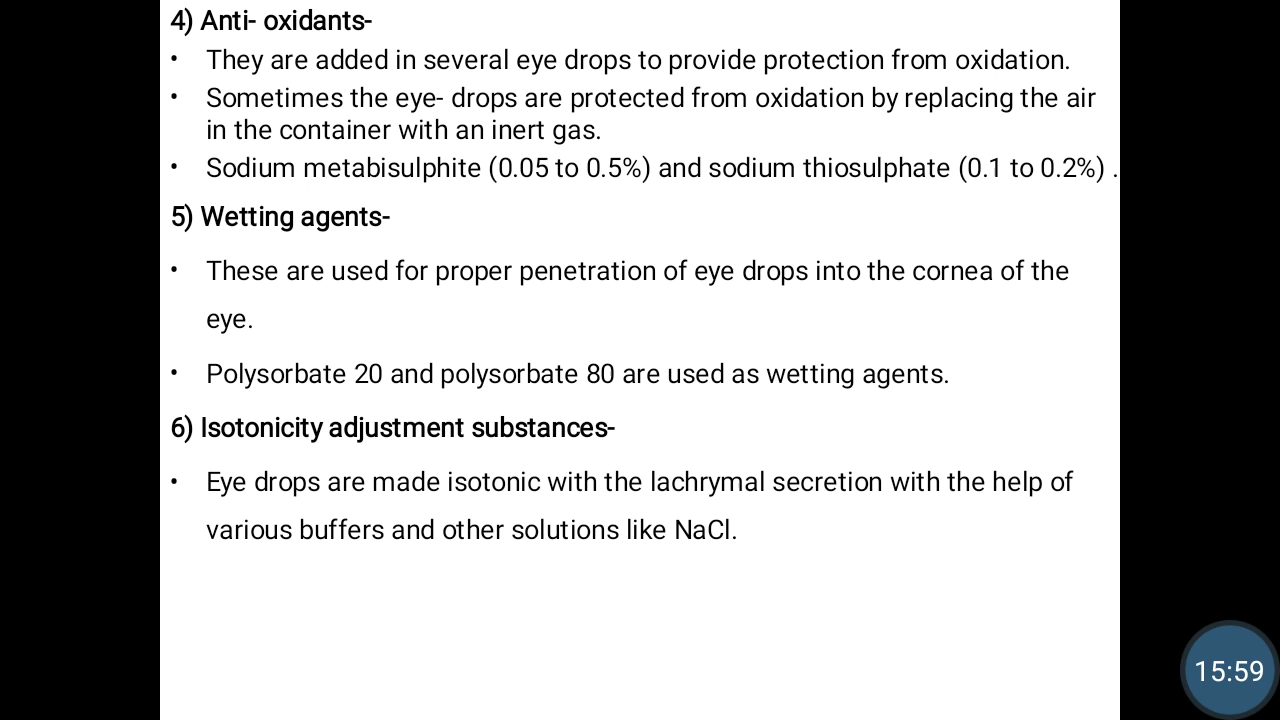 4) Anti- oxidants-
• They are added in several eye drops to provide protection from oxidation.
• Sometimes the eye- drops are protected from oxidation by replacing the air
in the container with an inert gas.
• Sodium metabisulphite (0.05 to 0.5%) and sodium thiosulphate (0.1 to 0.2%) .
5) Wetting agents-
• These are used for proper penetration of eye drops into the cornea of the
eye.
• Polysorbate 20 and polysorbate 80 are used as wetting agents.
6) Isotonicity adjustment substances-
• Eye drops are made isotonic with the lachrymal secretion with the help of
various buffers and other solutions like NaCl.
15:59